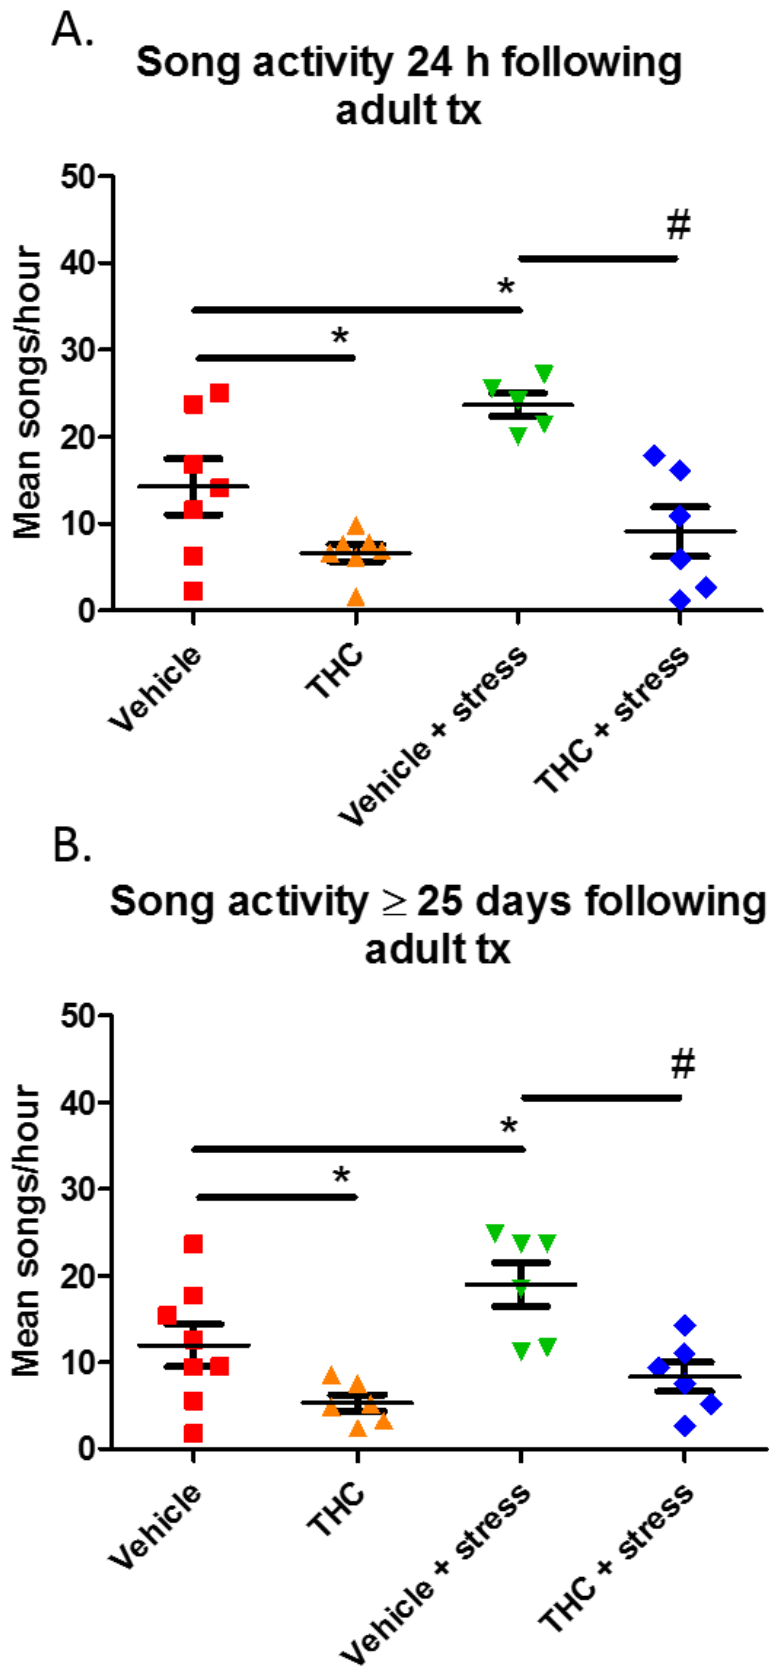 A.
Song activity 24 h following
adult tx
Mean songs/hour
50
40
30
20
10
0
#
*
*
Vehicle
THC
Vehicle + stress
THC + stress
B.
Song activity ≥ 25 days following
adult tx
Mean songs/hour
50
40
30
20
10
0
#
*
*
Vehicle
THC
Vehicle + stress
THC + stress